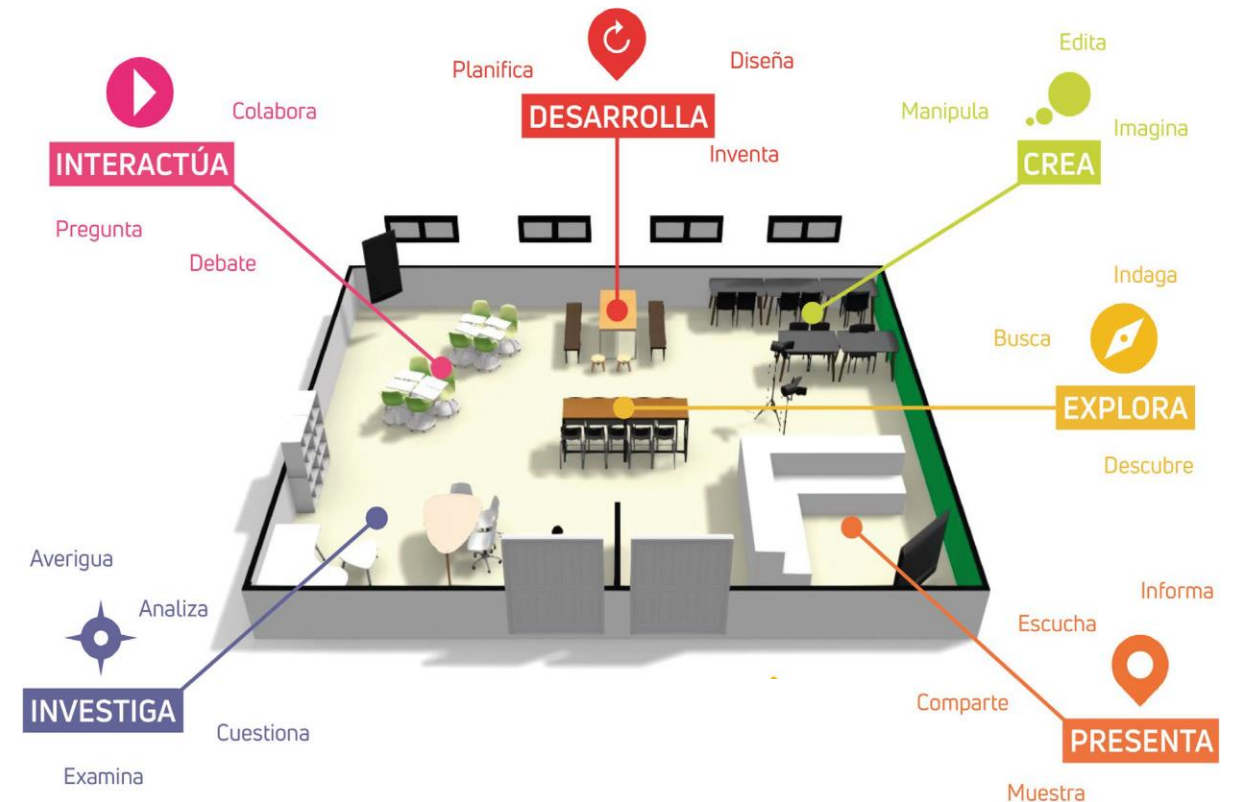 Planifica
Diseña
DESARROLLA
Inventa
Colabora
INTERACTÚA
Pregunta
Debate
Edita
Manipula
Imagina
CREA
Indaga
Busca
EXPLORA
Descubre
Averigua
Analiza
INVESTIGA
Cuestiona
Examina
Informa
Escucha
Comparte
PRESENTA
Muestra